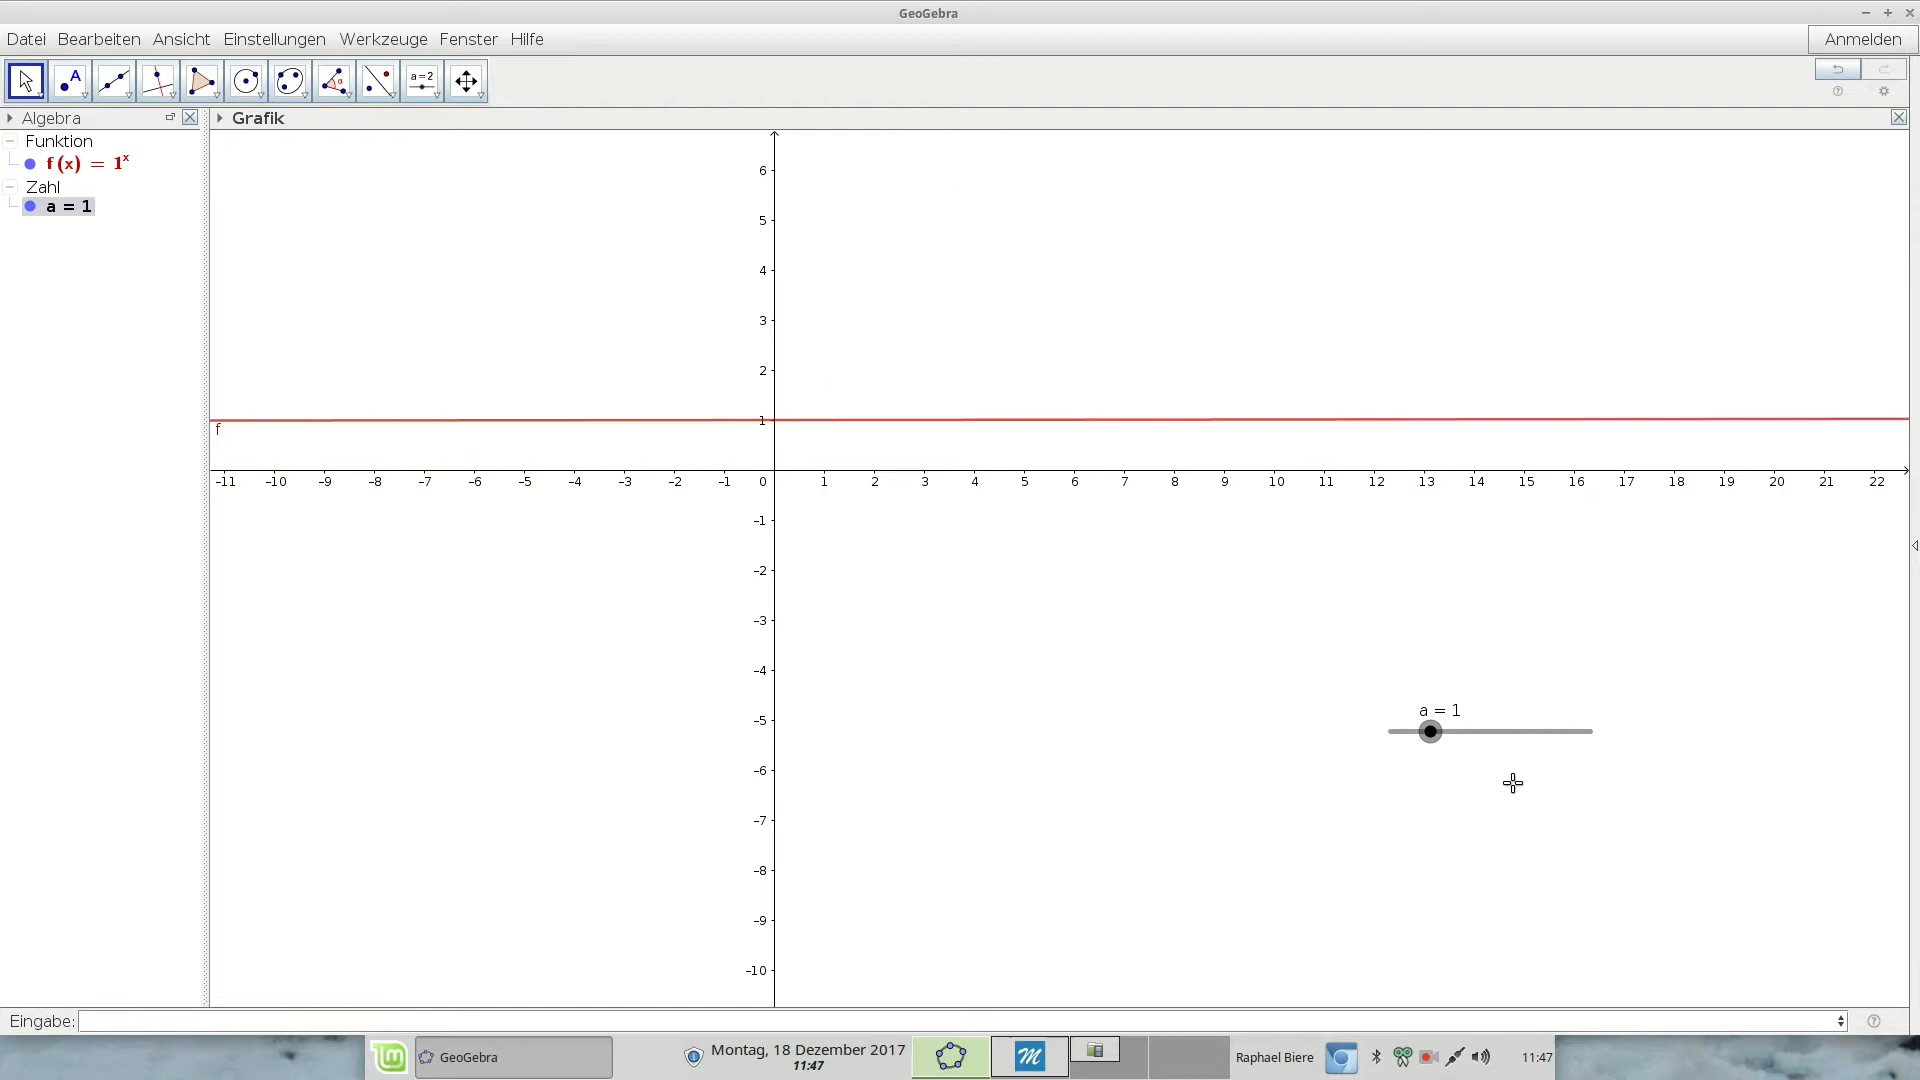 GeoGebra
Datei Bearbeiten Ansicht Einstellungen Werkzeuge Fenster Hilfe
Anmelden
A
α
a=2
Algebra
Grafik
Funktion
f (x) = 1ˣ
Zahl
a = 1
6
5
4
3
2
1
f
-11 -10 -9 -8 -7 -6 -5 -4 -3 -2 -1 0 1 2 3 4 5 6 7 8 9 10 11 12 13 14 15 16 17 18 19 20 21 22
-1
-2
-3
-4
-5
-6
-7
-8
-9
-10
a = 1
Eingabe:
GeoGebra
Montag, 18 Dezember 2017
11:47
Raphael Biere
11:47